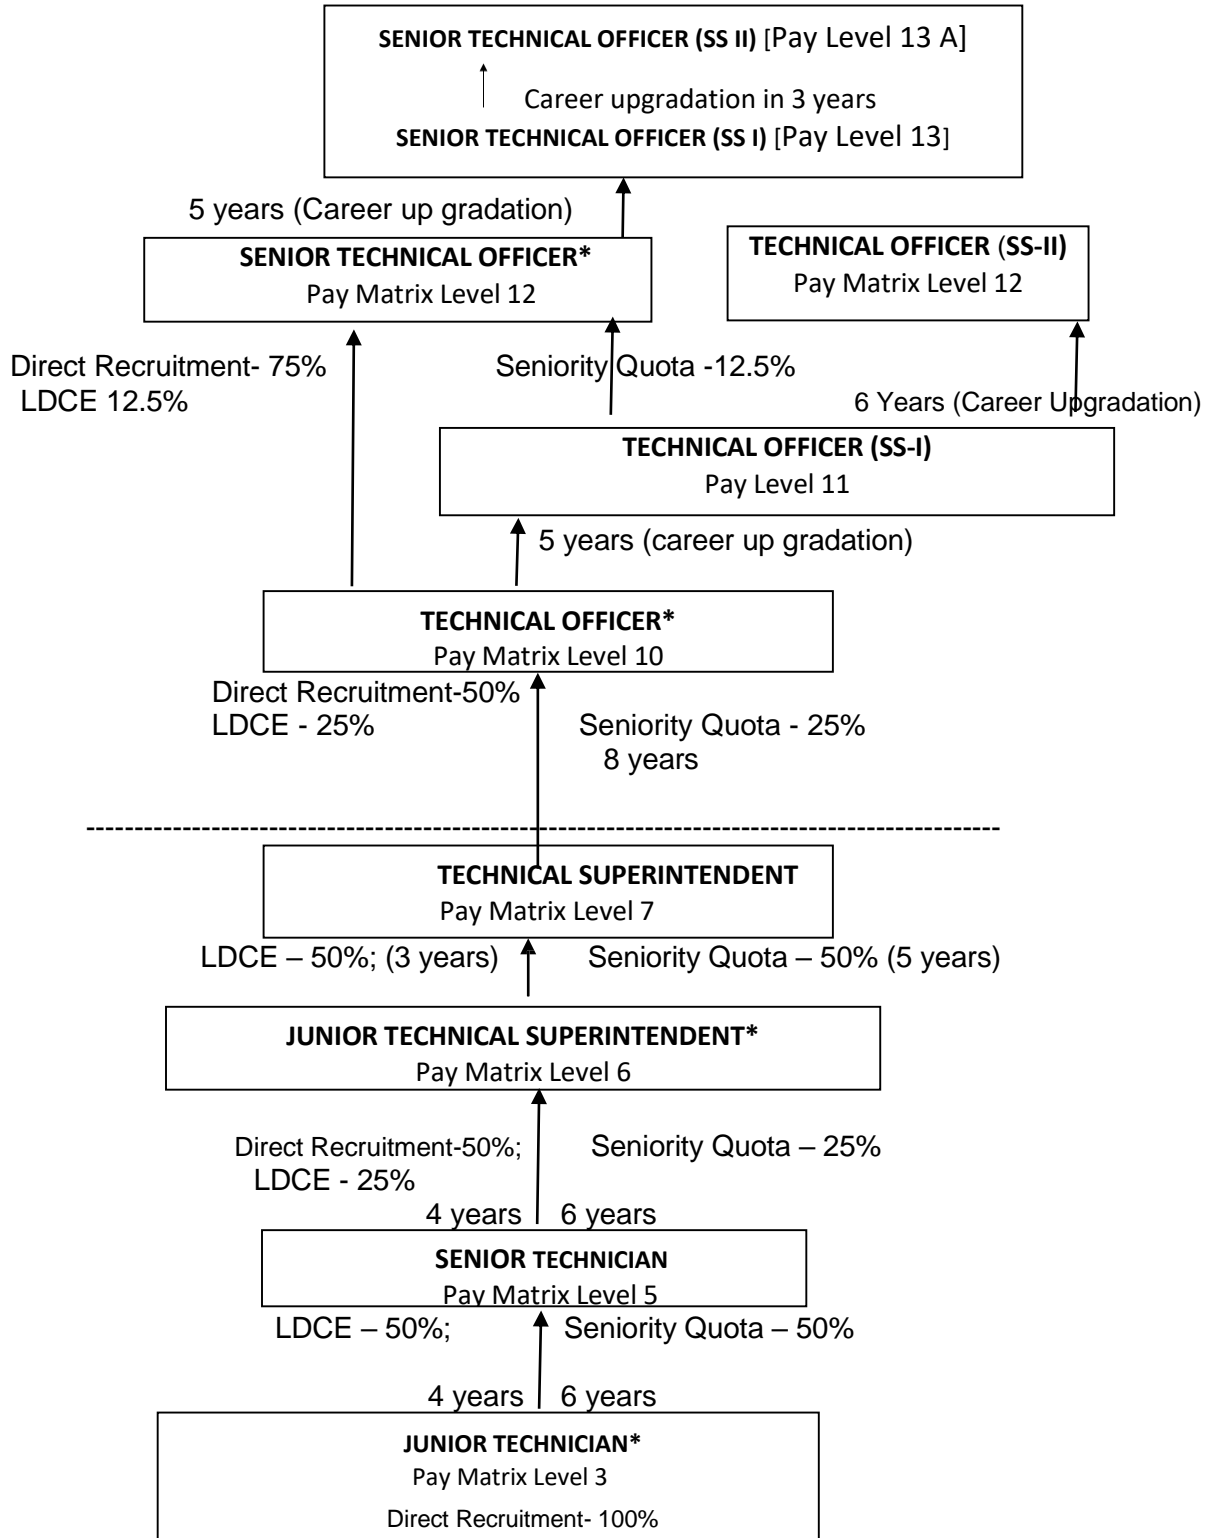 SENIOR TECHNICAL OFFICER (SS II) [Pay Level 13 A]
Career upgradation in 3 years
SENIOR TECHNICAL OFFICER (SS I) [Pay Level 13]
5 years (Career up gradation)
SENIOR TECHNICAL OFFICER*
Pay Matrix Level 12
TECHNICAL OFFICER (SS-II)
Pay Matrix Level 12
Direct Recruitment- 75%
LDCE 12.5%
Seniority Quota -12.5%
6 Years (Career Upgradation)
TECHNICAL OFFICER (SS-I)
Pay Level 11
5 years (career up gradation)
TECHNICAL OFFICER*
Pay Matrix Level 10
Direct Recruitment-50%
LDCE - 25%
Seniority Quota - 25%
8 years
TECHNICAL SUPERINTENDENT
Pay Matrix Level 7
LDCE – 50%; (3 years)
Seniority Quota – 50% (5 years)
JUNIOR TECHNICAL SUPERINTENDENT*
Pay Matrix Level 6
Direct Recruitment-50%;
LDCE - 25%
Seniority Quota – 25%
4 years
6 years
SENIOR TECHNICIAN
Pay Matrix Level 5
LDCE – 50%;
Seniority Quota – 50%
4 years
6 years
JUNIOR TECHNICIAN*
Pay Matrix Level 3
Direct Recruitment- 100%